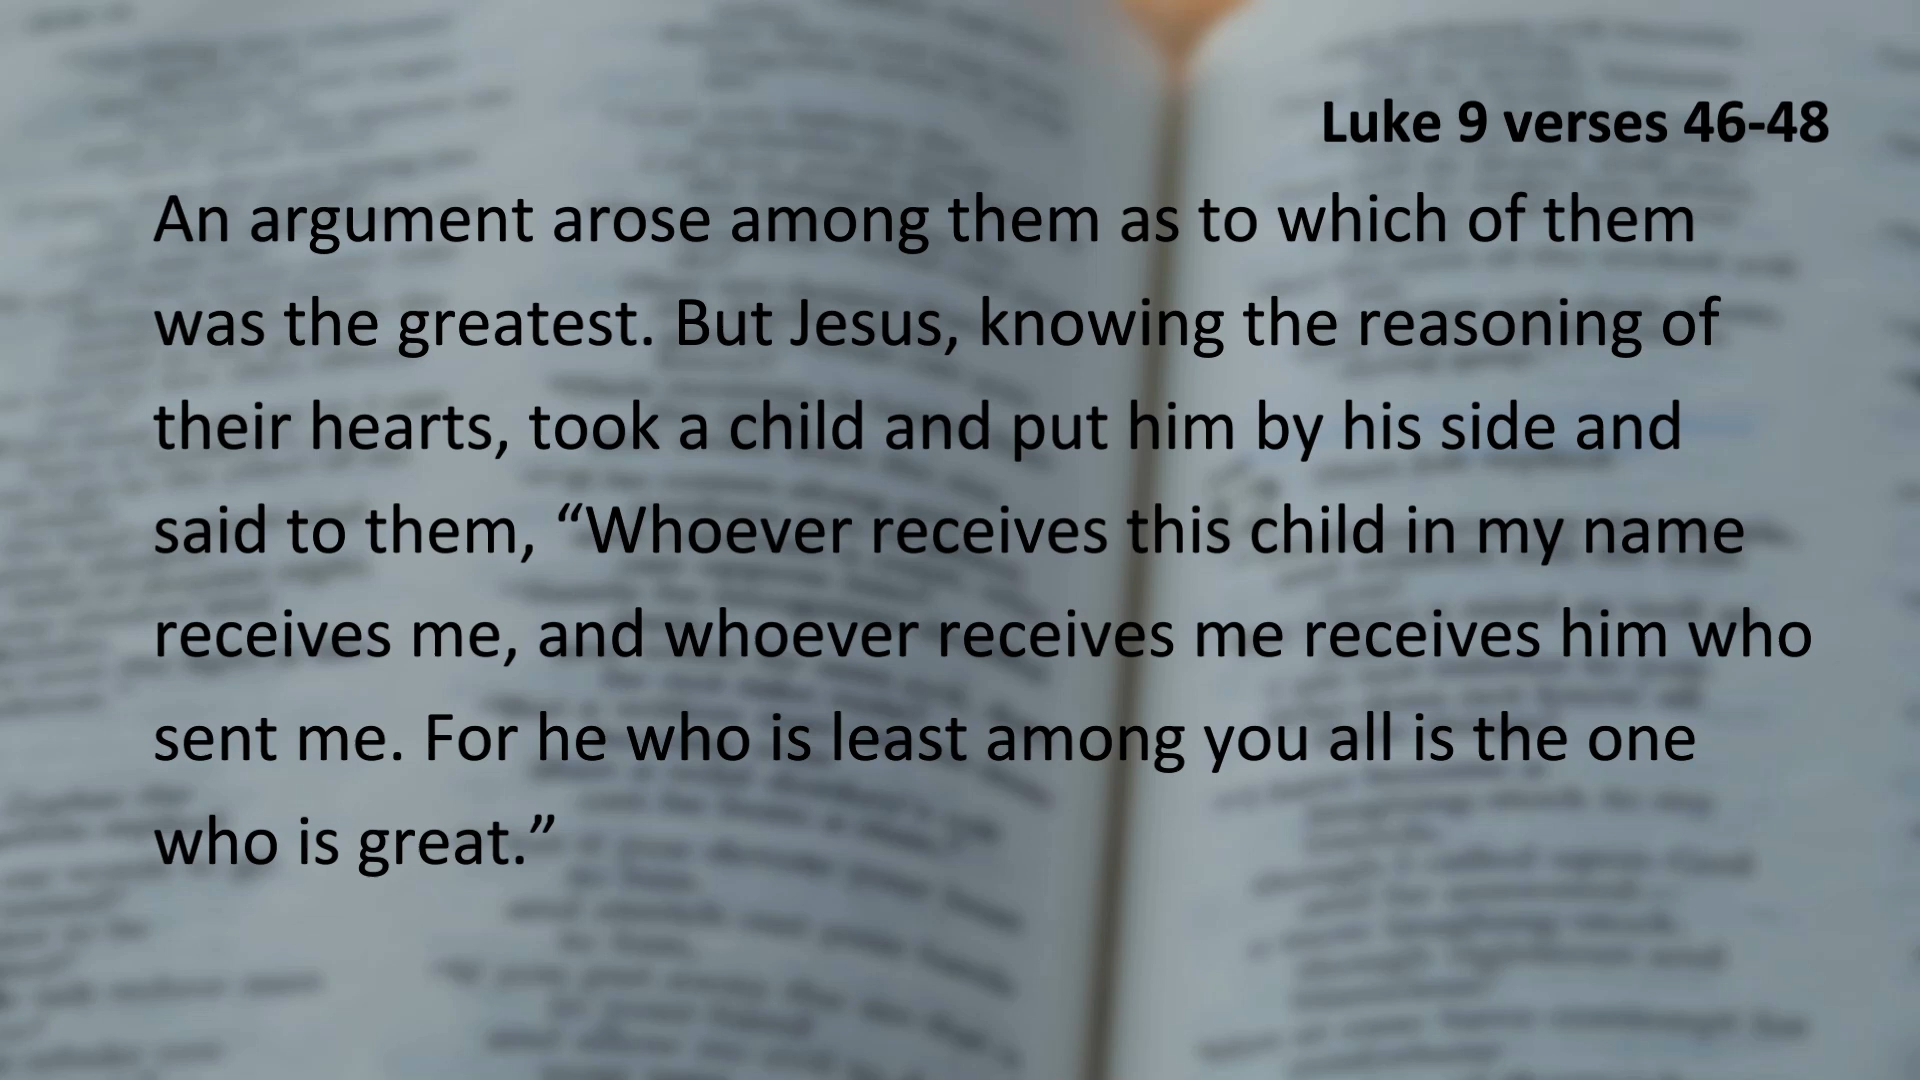 Luke 9 verses 46-48
An argument arose among them as to which of them
was the greatest. But Jesus, knowing the reasoning of
their hearts, took a child and put him by his side and
said to them, “Whoever receives this child in my name
receives me, and whoever receives me receives him who
sent me. For he who is least among you all is the one
who is great.”